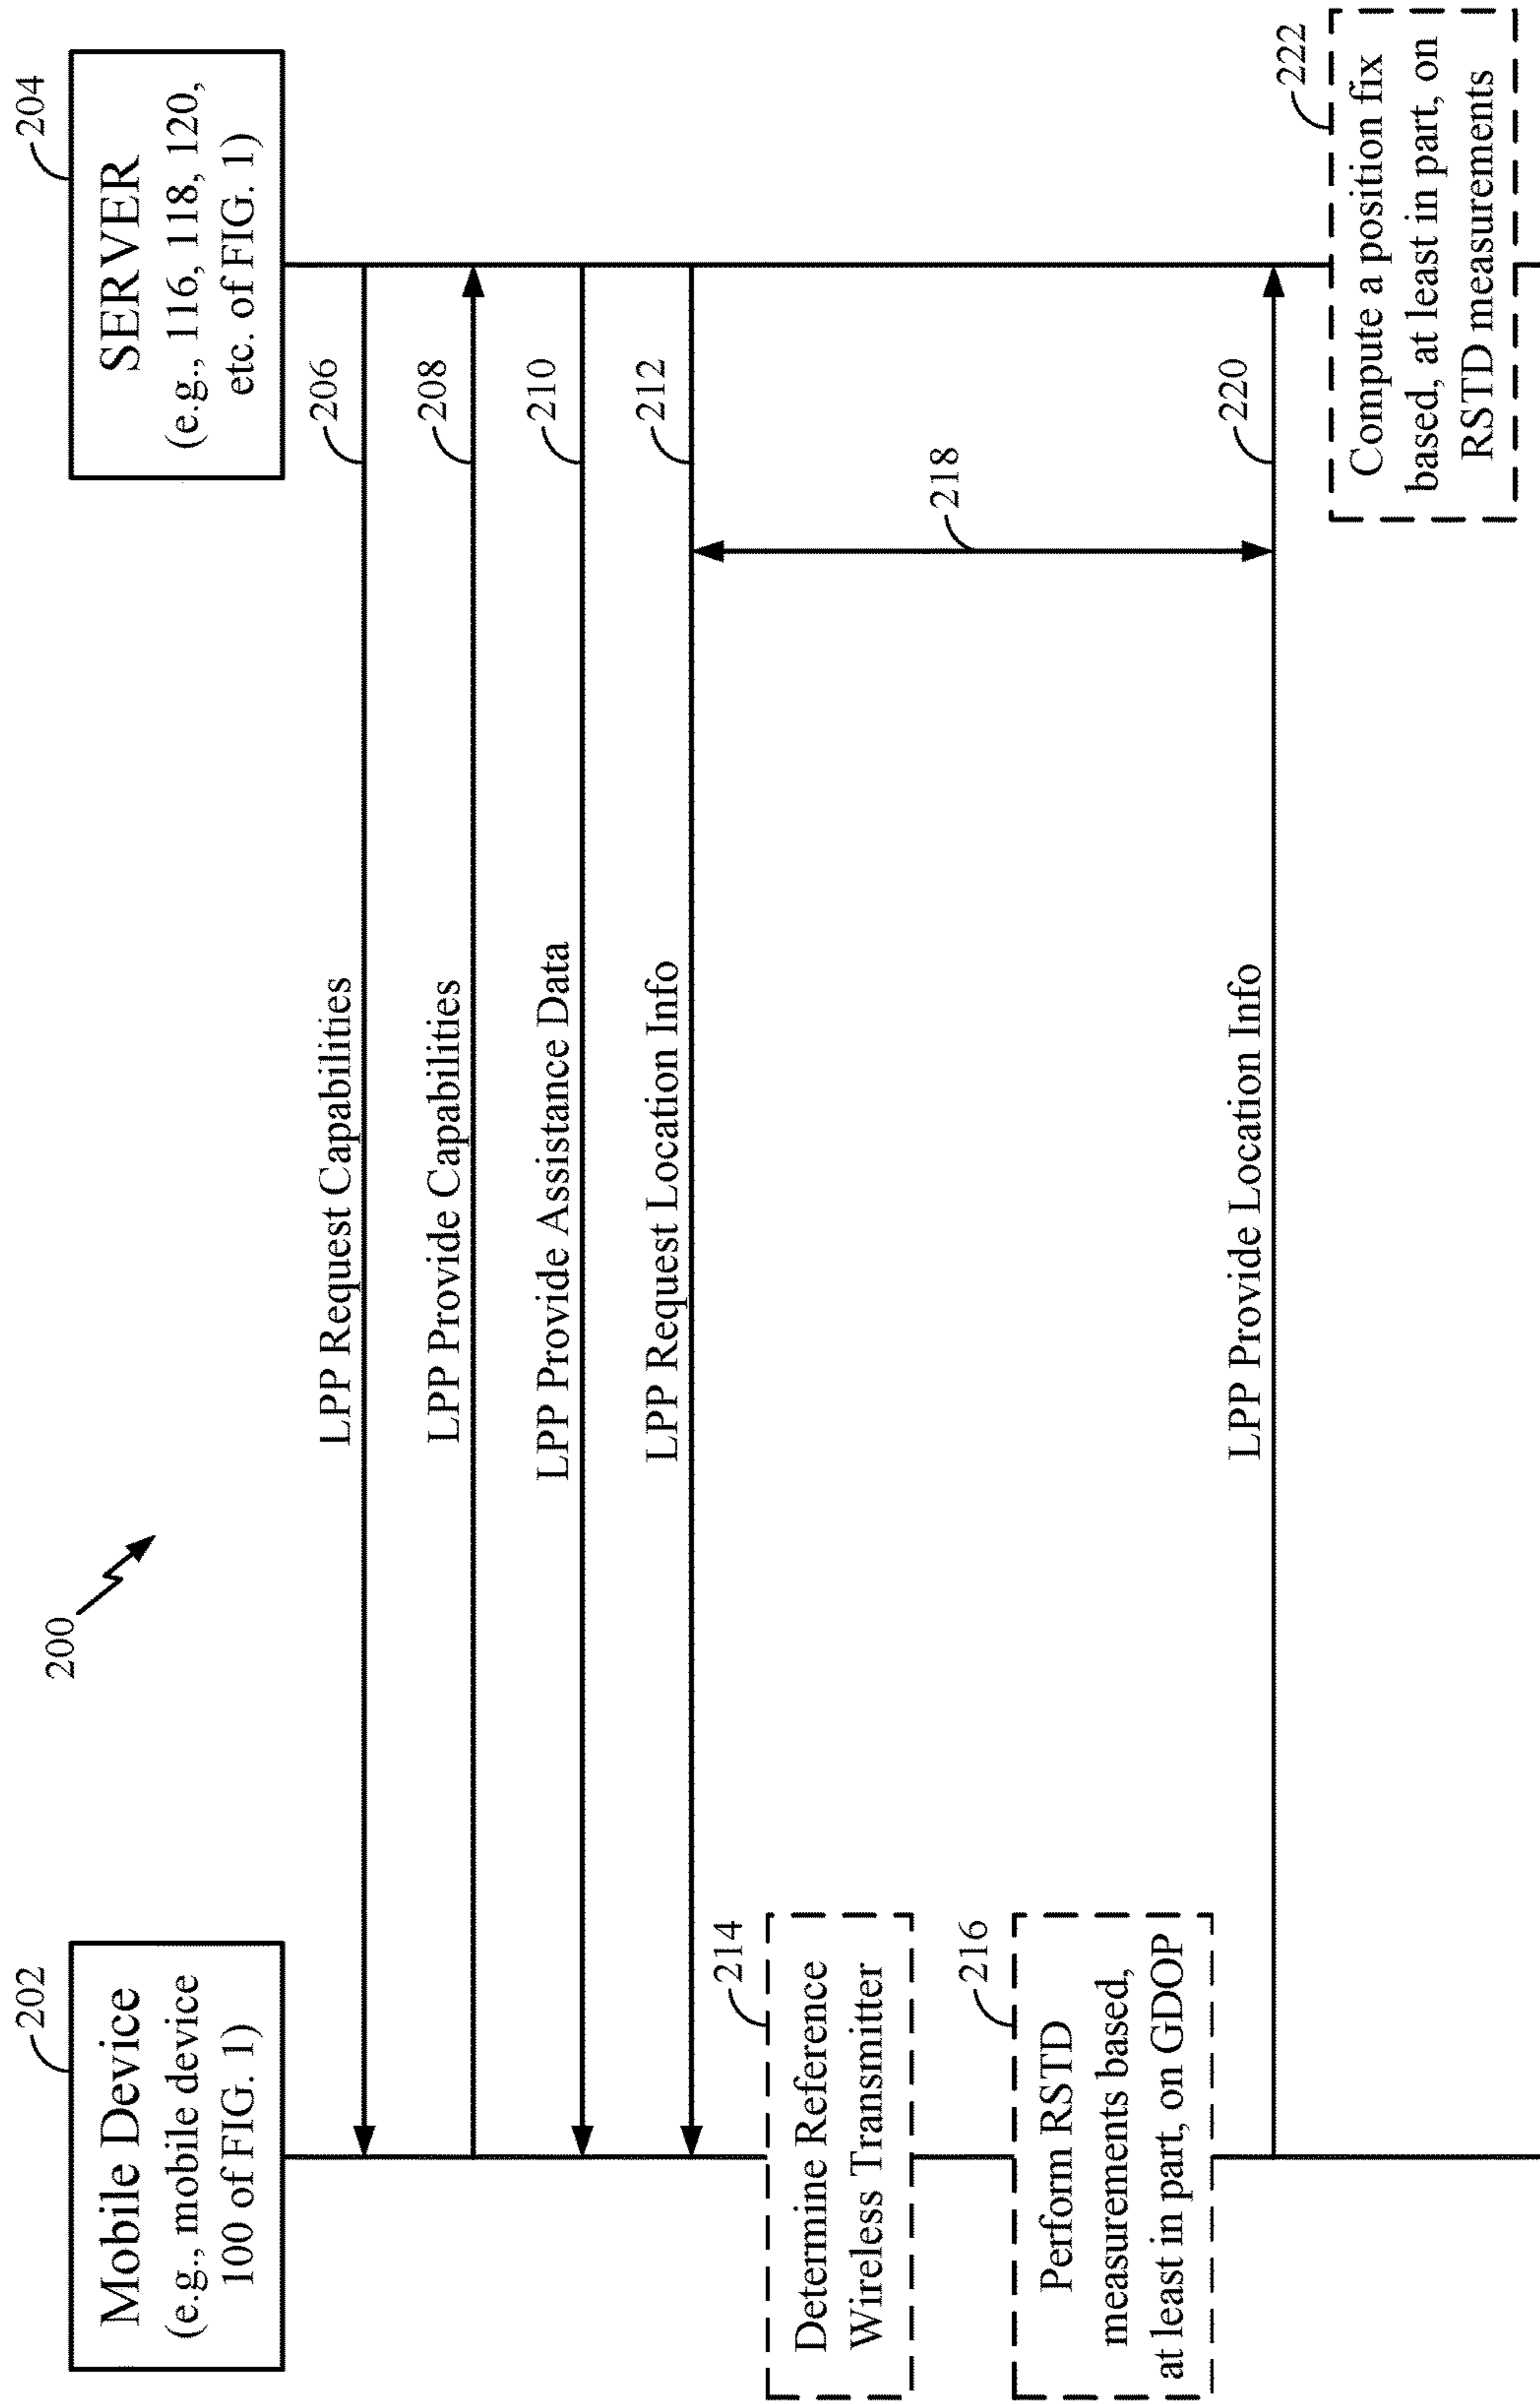 200
202
Mobile Device
(e.g., mobile device
100 of FIG. 1)
204
SERVER
(e.g., 116, 118, 120,
etc. of FIG. 1)
LPP Request Capabilities
206
LPP Provide Capabilities
208
LPP Provide Assistance Data
210
LPP Request Location Info
212
214
Determine Reference
Wireless Transmitter
218
216
Perform RSTD
measurements based,
at least in part, on GDOP
LPP Provide Location Info
220
222
Compute a position fix
based, at least in part, on
RSTD measurements